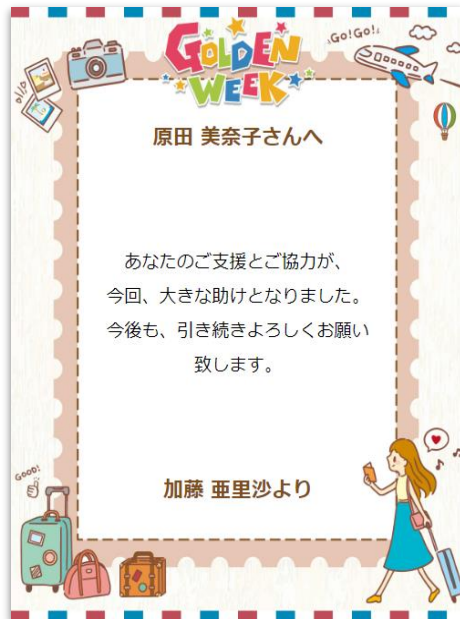 GOLDEN
WEEK
Go!Go!
原田 美奈子さんへ
あなたのご支援とご協力が、
今回、大きな助けとなりました。
今後も、引き続きよろしくお願い
致します。
GOOD!
加藤 亜里沙より